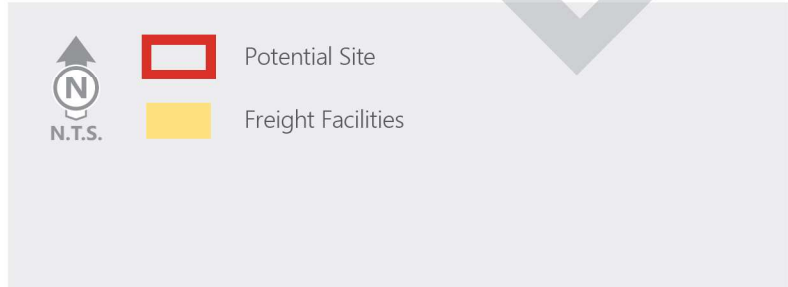 N
N.T.S.
Potential Site
Freight Facilities